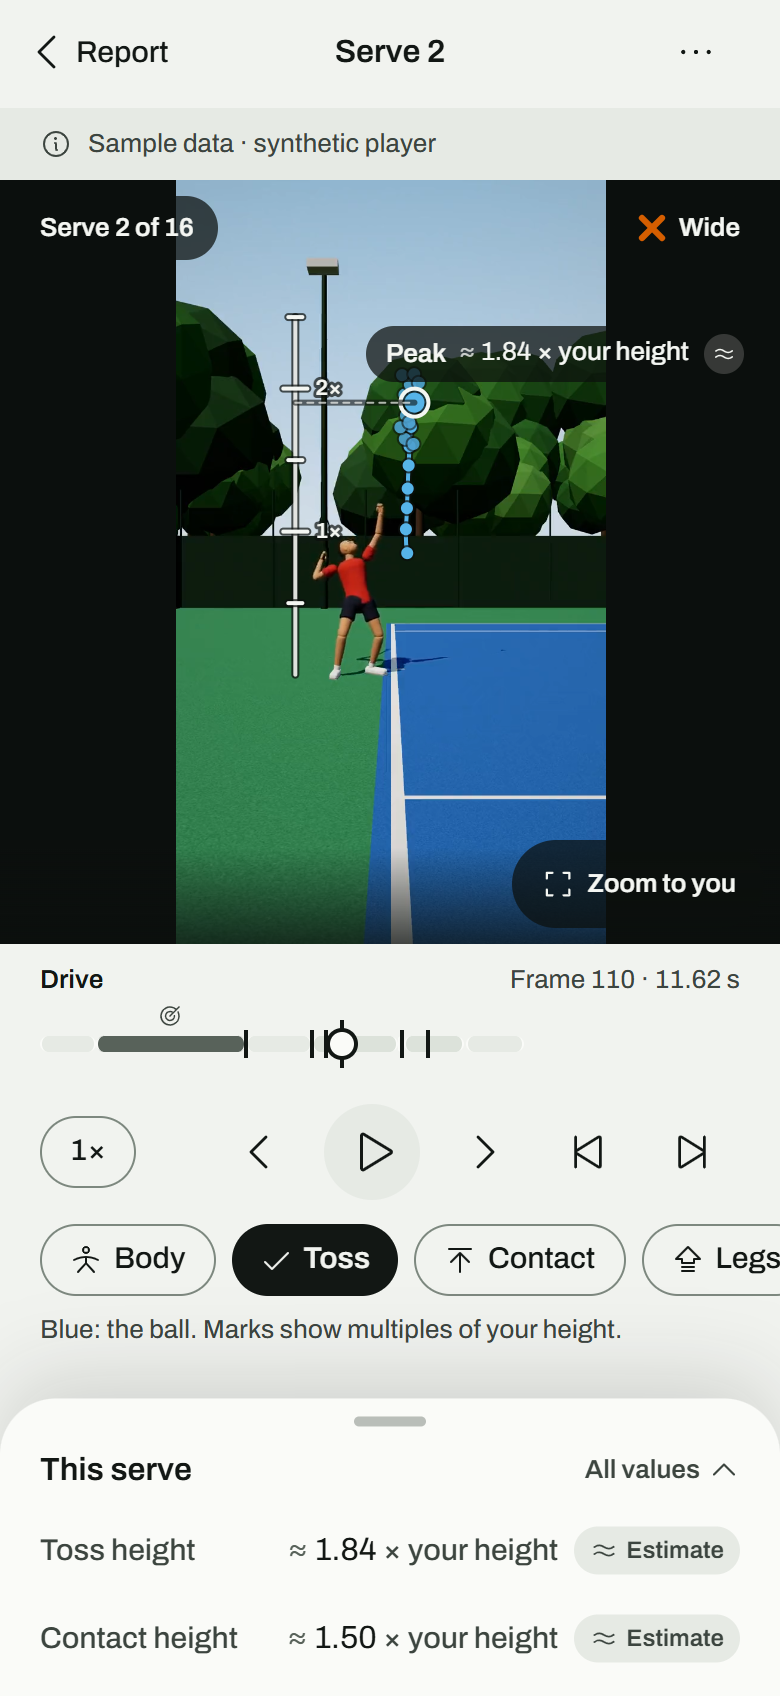 Report
Serve 2
Sample data · synthetic player
Serve 2 of 16
Wide
Peak ≈ 1.84 × your height ≈
2×
1×
Zoom to you
Drive
Frame 110 · 11.62 s
1×
Body
Toss
Contact
Legs
Blue: the ball. Marks show multiples of your height.
This serve
All values
Toss height ≈ 1.84 × your height ≈ Estimate
Contact height ≈ 1.50 × your height ≈ Estimate